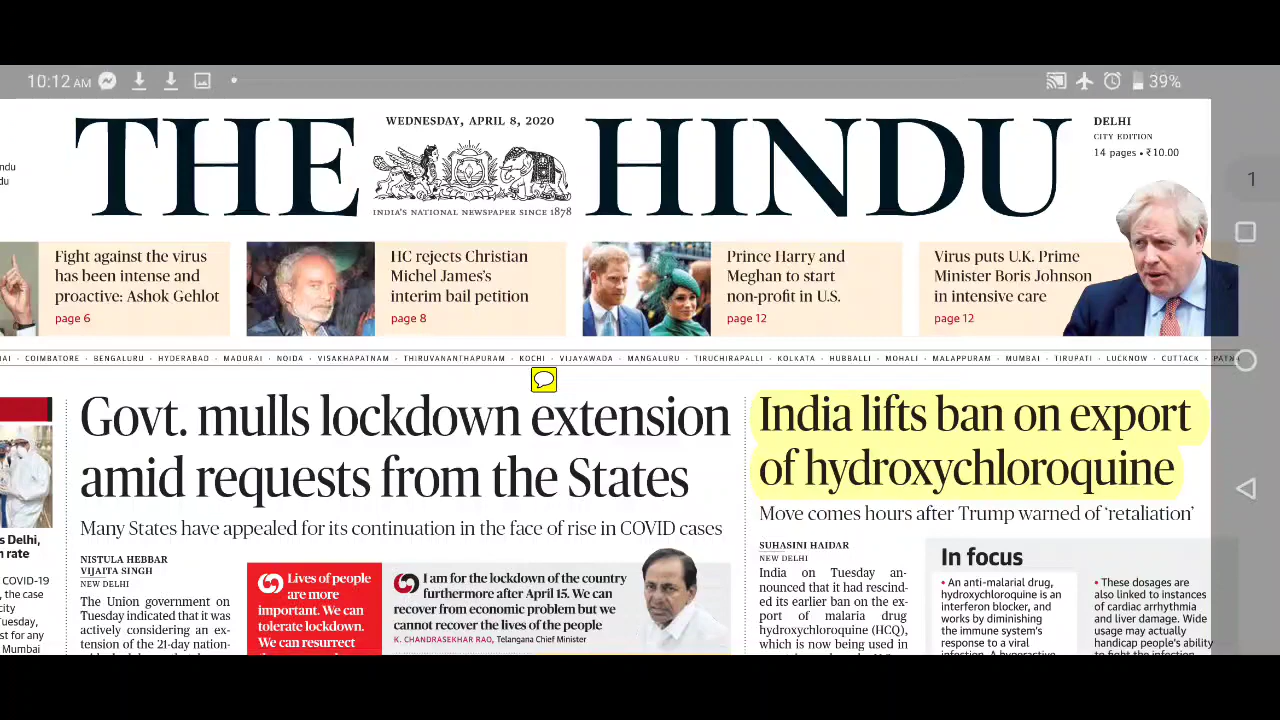 10:12 AM
39%
ndu
du
THE HINDU
WEDNESDAY, APRIL 8, 2020
INDIA'S NATIONAL NEWSPAPER SINCE 1878
DELHI
CITY EDITION
14 pages • ₹10.00
1
Fight against the virus
has been intense and
proactive: Ashok Gehlot
page 6
HC rejects Christian
Michel James's
interim bail petition
page 8
Prince Harry and
Meghan to start
non-profit in U.S.
page 12
Virus puts U.K. Prime
Minister Boris Johnson
in intensive care
page 12
AI · COIMBATORE · BENGALURU · HYDERABAD · MADURAI · NOIDA · VISAKHAPATNAM · THIRUVANANTHAPURAM · KOCHI · VIJAYAWADA · MANGALURU · TIRUCHIRAPALLI · KOLKATA · HUBBALLI · MOHALI · MALAPPURAM · MUMBAI · TIRUPATI · LUCKNOW · CUTTACK · PATN
s Delhi,
n rate
COVID-19
, the case
city
Tuesday,
st for any
Mumbai
Govt. mulls lockdown extension
amid requests from the States
Many States have appealed for its continuation in the face of rise in COVID cases
NISTULA HEBBAR
VIJAITA SINGH
NEW DELHI
The Union government on
Tuesday indicated that it was
actively considering an ex-
tension of the 21-day nation-
Lives of people
are more
important. We can
tolerate lockdown.
We can resurrect
I am for the lockdown of the country
furthermore after April 15. We can
recover from economic problem but we
cannot recover the lives of the people
K. CHANDRASEKHAR RAO, Telangana Chief Minister
India lifts ban on export
of hydroxychloroquine
Move comes hours after Trump warned of 'retaliation'
SUHASINI HAIDAR
NEW DELHI
India on Tuesday an-
nounced that it had rescind-
ed its earlier ban on the ex-
port of malaria drug
hydroxychloroquine (HCQ),
which is now being used in
In focus
• An anti-malarial drug,
hydroxychloroquine is an
interferon blocker, and
works by diminishing
the immune system's
response to a viral
infection. A hyperactive
• These dosages are
also linked to instances
of cardiac arrhythmia
and liver damage. Wide
usage may actually
handicap people's ability
to fight the infection